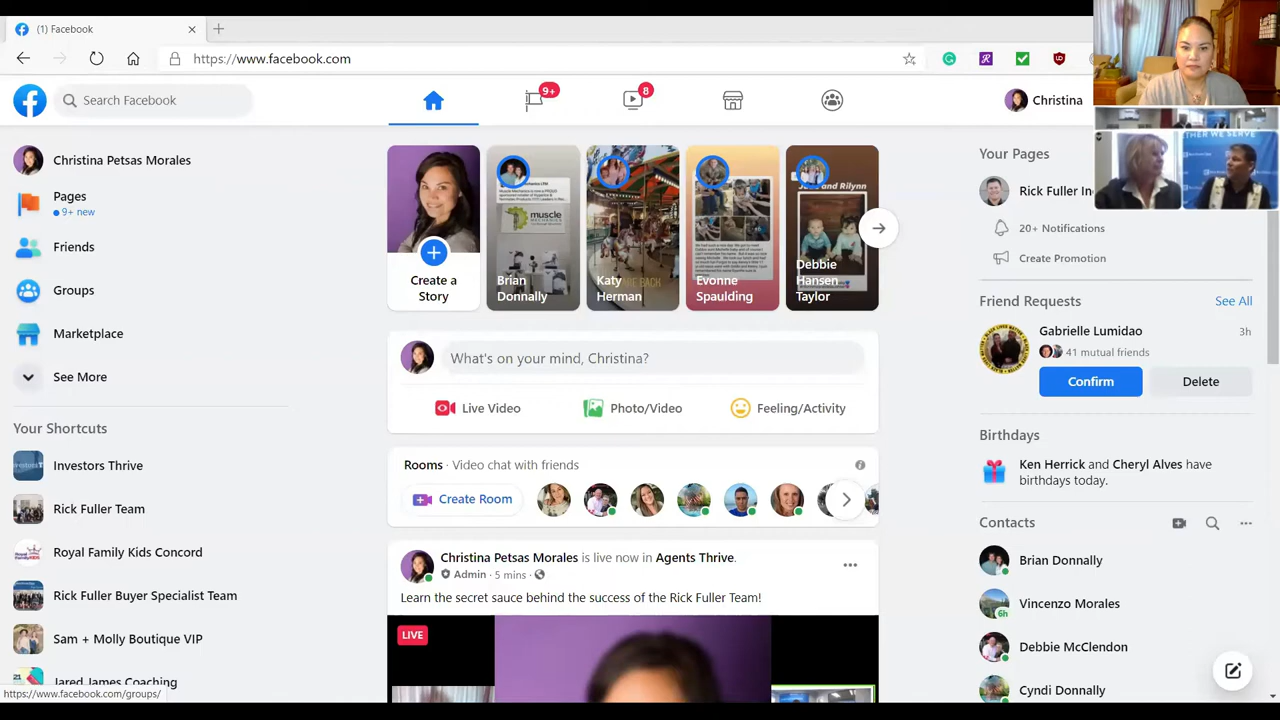 (1) Facebook
https://www.facebook.com
Search Facebook
9+
8
Christina
Christina Petsas Morales
Pages
9+ new
Friends
Groups
Marketplace
See More
Your Shortcuts
Investors Thrive
Rick Fuller Team
Royal Family Kids Concord
Rick Fuller Buyer Specialist Team
Sam + Molly Boutique VIP
Jared James Coaching
https://www.facebook.com/groups/
Create a
Story
muscle
Brian
Donnally
Katy
Herman
Evonne
Spaulding
and Rilynn
Debbie
Hansen
Taylor
What's on your mind, Christina?
Live Video
Photo/Video
Feeling/Activity
Rooms · Video chat with friends
Create Room
Christina Petsas Morales is live now in Agents Thrive.
Admin · 5 mins ·
Learn the secret sauce behind the success of the Rick Fuller Team!
LIVE
Your Pages
Rick Fuller In
20+ Notifications
Create Promotion
Friend Requests
See All
Gabrielle Lumidao
3h
41 mutual friends
Confirm
Delete
Birthdays
Ken Herrick and Cheryl Alves have
birthdays today.
Contacts
Brian Donnally
Vincenzo Morales
6h
Debbie McClendon
Cyndi Donnally
THER WE SERVE